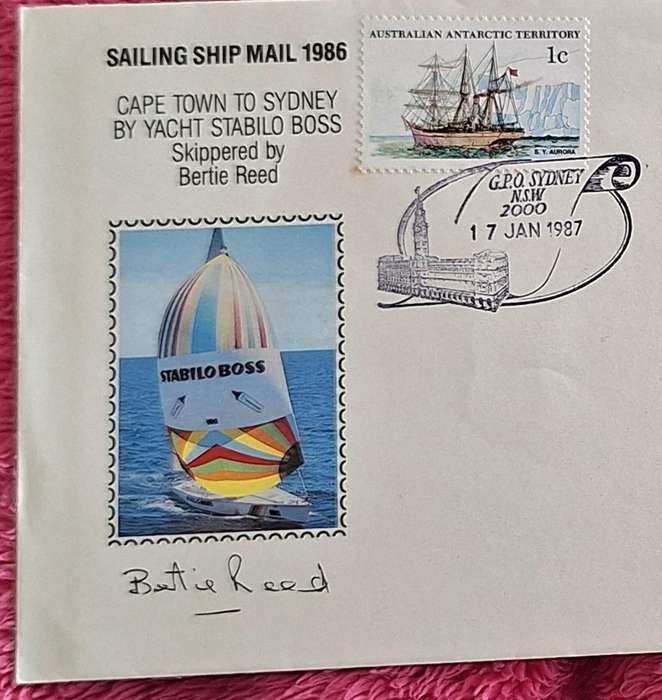 SAILING SHIP MAIL 1986
CAPE TOWN TO SYDNEY
BY YACHT STABILO BOSS
Skippered by
Bertie Reed
AUSTRALIAN ANTARCTIC TERRITORY
1c
S. Y. AURORA
G.P.O. SYDNEY
N.S.W
2000
17 JAN 1987
STABILO BOSS
Bertie Reed